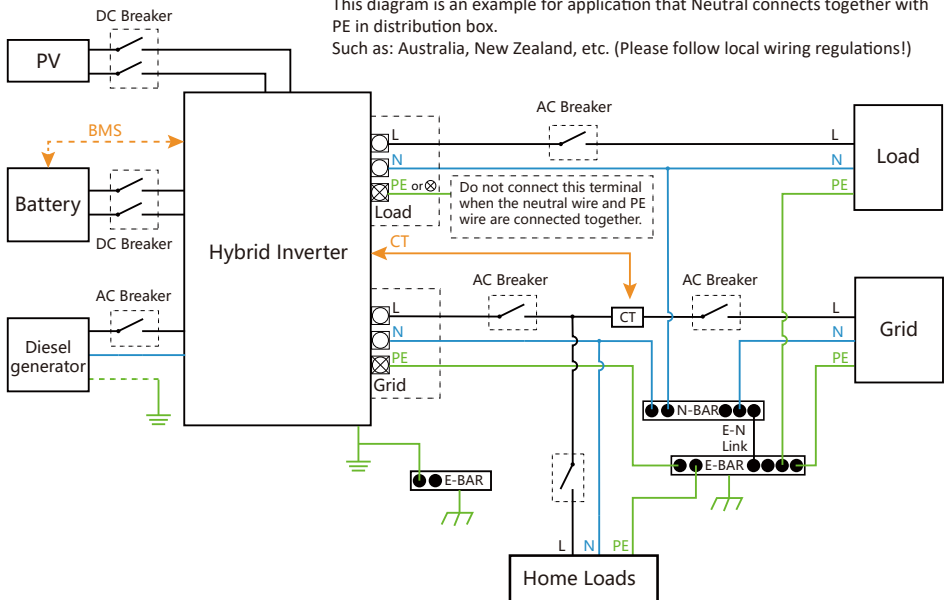 This diagram is an example for application that Neutral connects together with
PE in distribution box.
Such as: Australia, New Zealand, etc. (Please follow local wiring regulations!)
DC Breaker
PV
BMS
Battery
DC Breaker
AC Breaker
Diesel
generator
Hybrid Inverter
L
N
PE or ⊗
Load
Do not connect this terminal
when the neutral wire and PE
wire are connected together.
AC Breaker
L
N
PE
Load
CT
AC Breaker
CT
AC Breaker
L
N
PE
Grid
L
N
PE
Grid
N-BAR
E-N
Link
E-BAR
E-BAR
L
N
PE
Home Loads